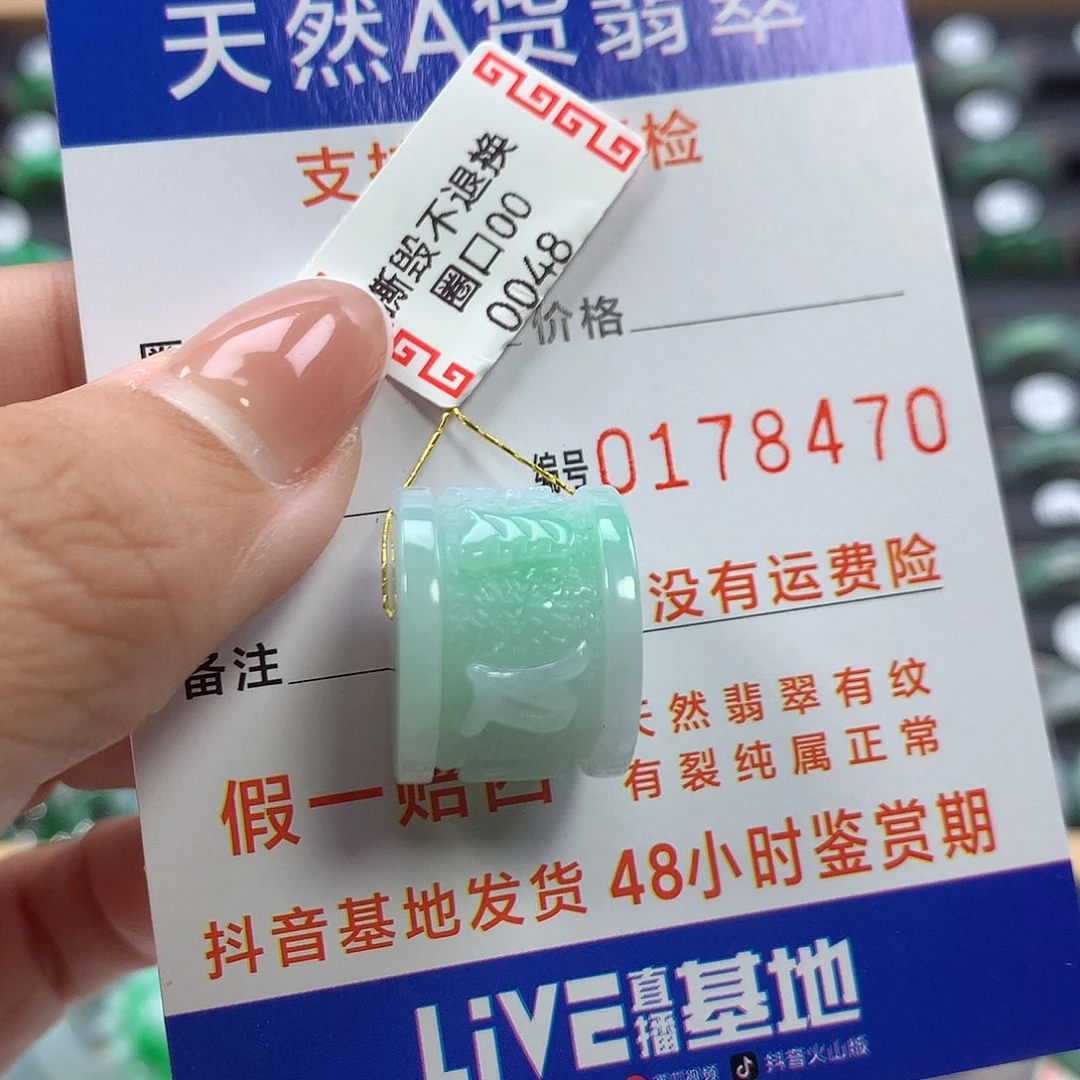 天然A货翡翠
支 检
撕毁不退换
圈口00
0048
价格
编号0178470
没有运费险
备注
天然翡翠有纹
有裂纯属正常
假一赔四
抖音基地发货 48小时鉴赏期
LIVE直播基地
抖音火山版